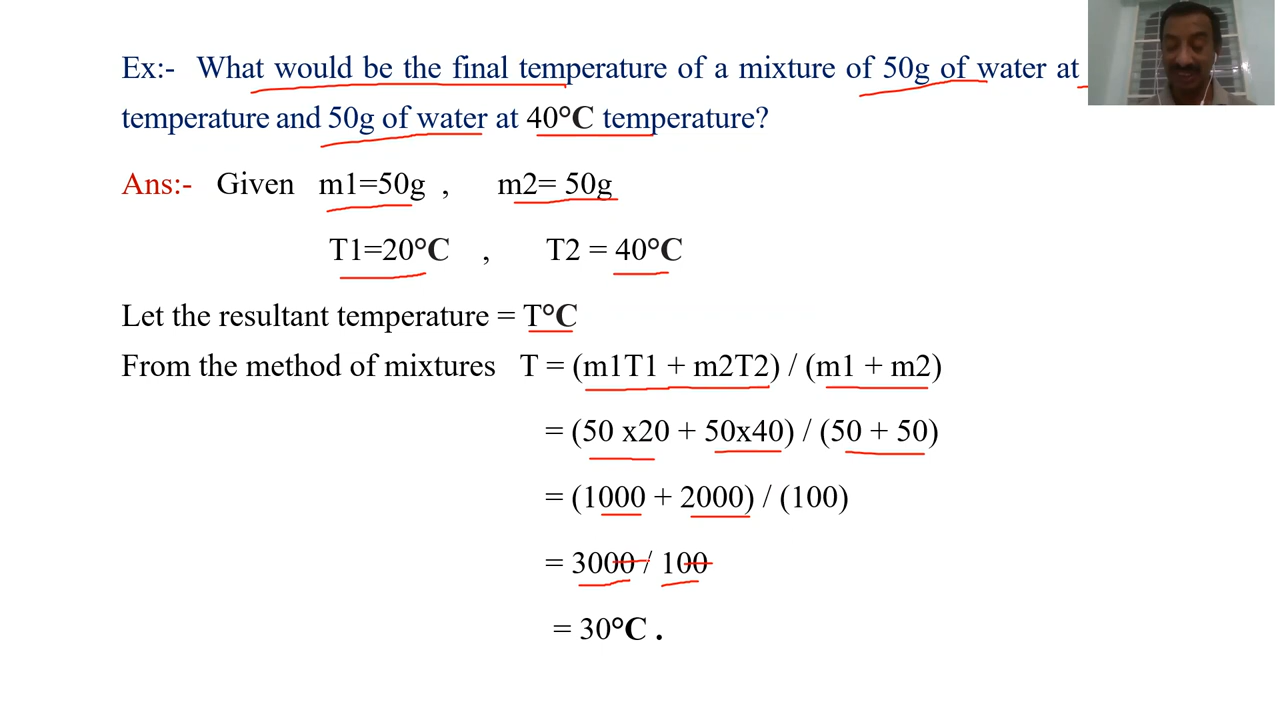 Ex:- What would be the final temperature of a mixture of 50g of water at
temperature and 50g of water at 40°C temperature?
Ans:- Given m1=50g , m2= 50g
T1=20°C , T2 = 40°C
Let the resultant temperature = T°C
From the method of mixtures T = (m1T1 + m2T2) / (m1 + m2)
= (50 x20 + 50x40) / (50 + 50)
= (1000 + 2000) / (100)
= 3000 / 100
= 30°C .